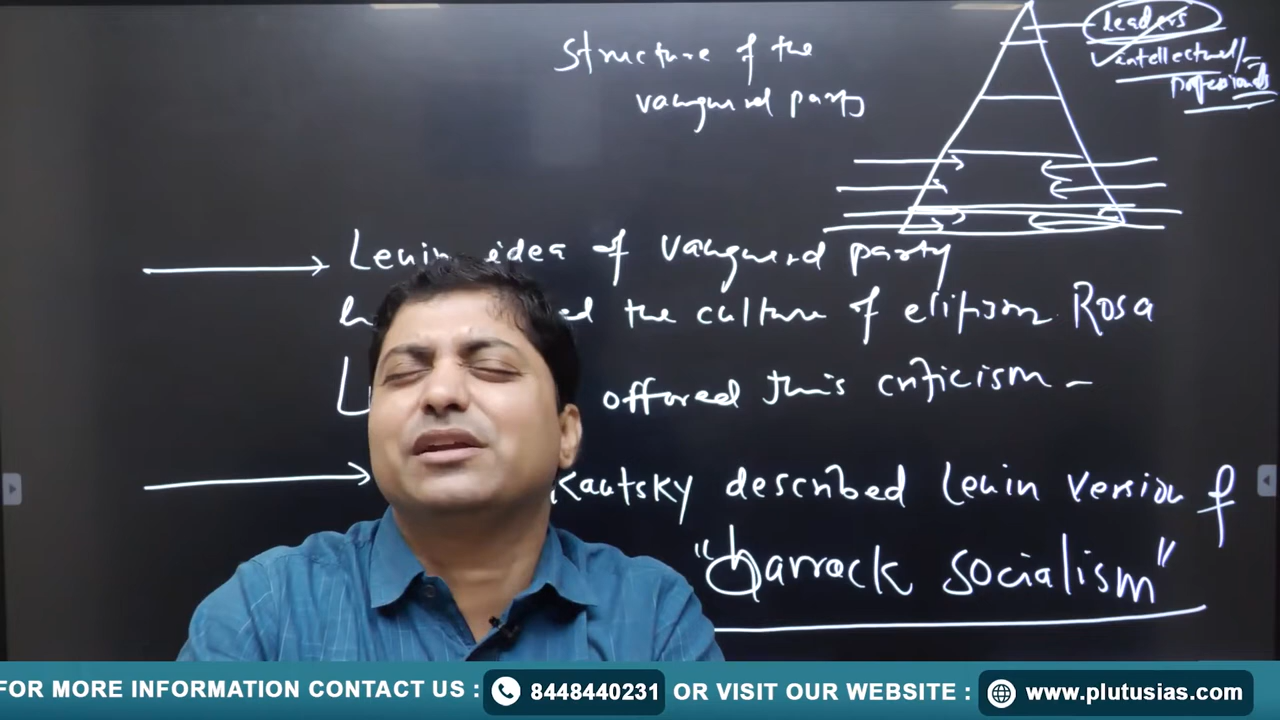 leaders
Structure of the
intellectual/
vanguard party
professionals
Lenin idea of vanguard party
the culture of elitism Rosa
offered this criticism -
Kautsky described Lenin version of
"barrack socialism"
FOR MORE INFORMATION CONTACT US : 8448440231 OR VISIT OUR WEBSITE : www.plutusias.com